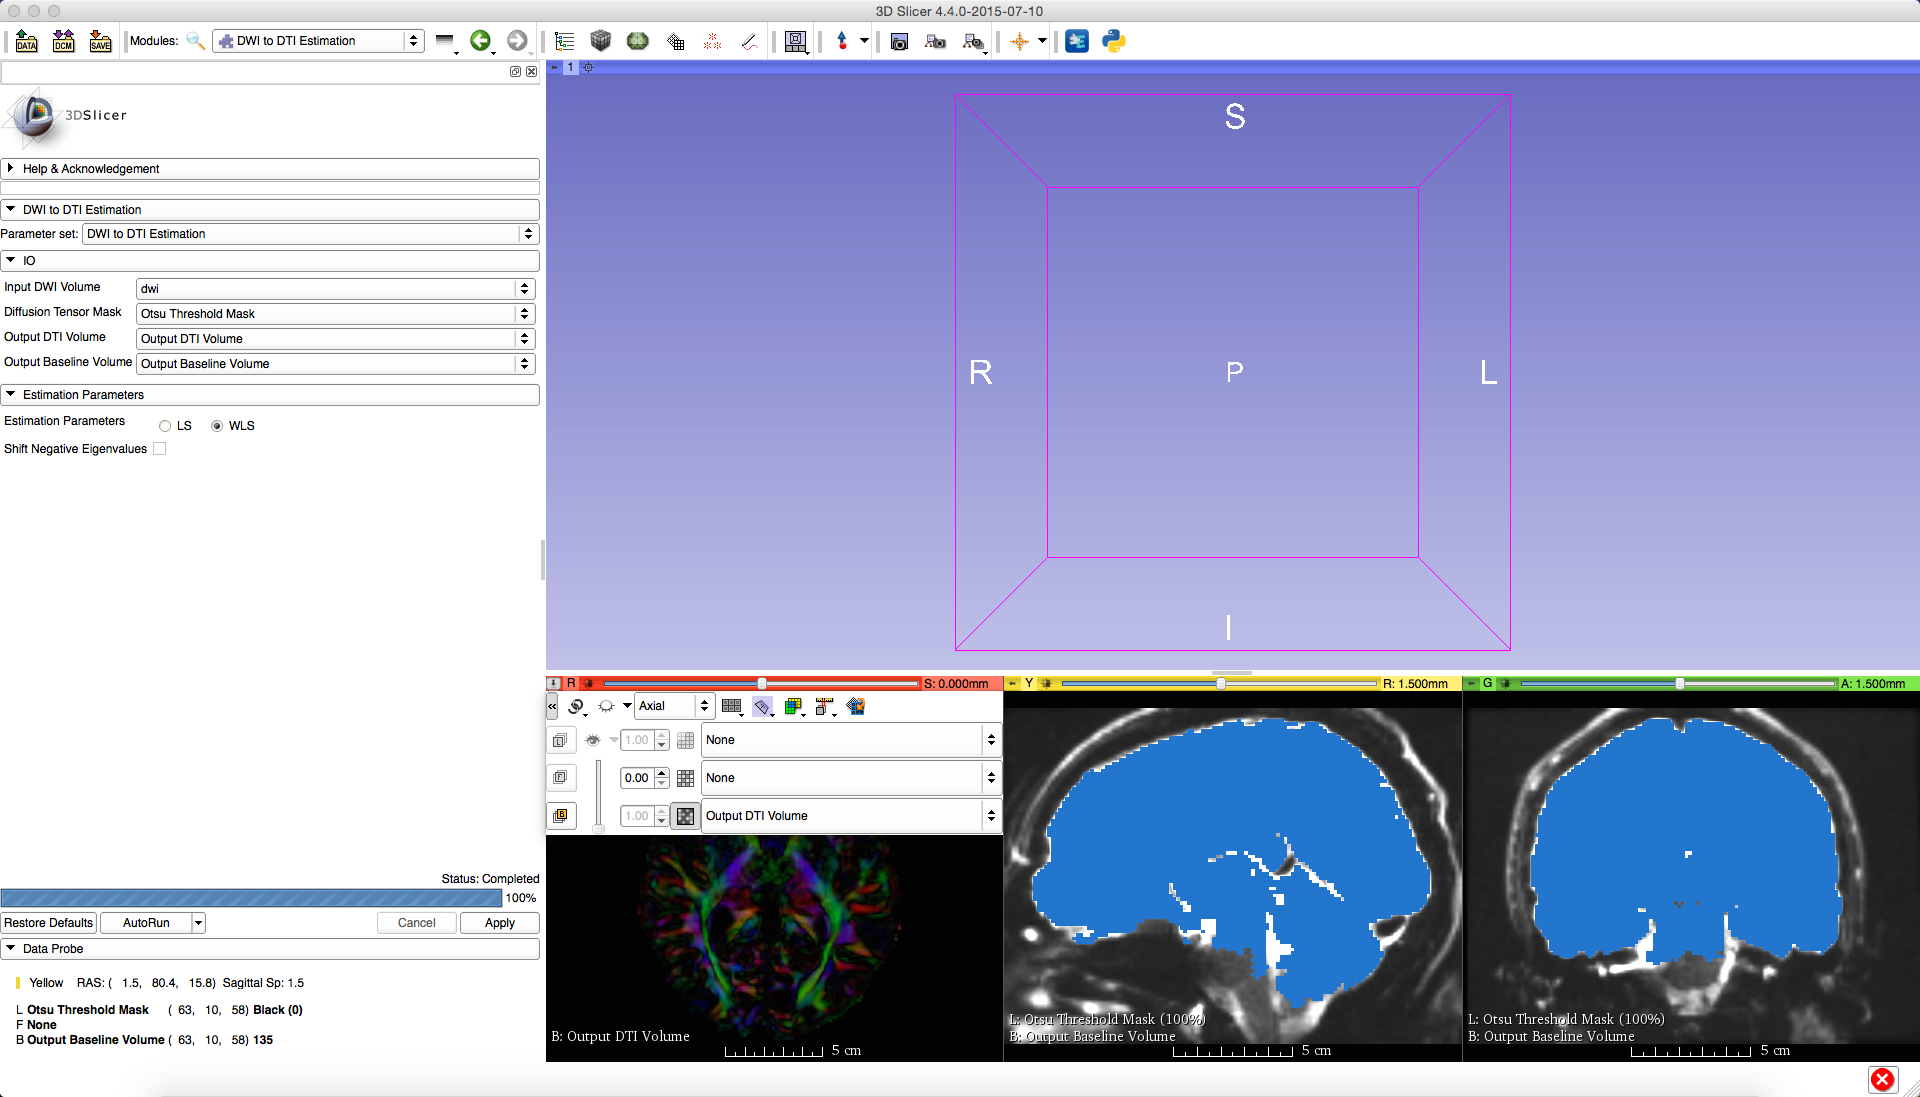 3D Slicer 4.4.0-2015-07-10
DATA DCM SAVE Modules: DWI to DTI Estimation
1
3DSlicer
Help & Acknowledgement
DWI to DTI Estimation
Parameter set: DWI to DTI Estimation
IO
Input DWI Volume dwi
Diffusion Tensor Mask Otsu Threshold Mask
Output DTI Volume Output DTI Volume
Output Baseline Volume Output Baseline Volume
Estimation Parameters
Estimation Parameters LS WLS
Shift Negative Eigenvalues
Status: Completed
100%
Restore Defaults AutoRun Cancel Apply
Data Probe
Yellow RAS: ( 1.5, 80.4, 15.8) Sagittal Sp: 1.5
L Otsu Threshold Mask ( 63, 10, 58) Black (0)
F None
B Output Baseline Volume ( 63, 10, 58) 135
S
R P L
I
R S: 0.000mm
Axial
1.00 None
0.00 None
B 1.00 Output DTI Volume
B: Output DTI Volume
5 cm
Y R: 1.500mm
L: Otsu Threshold Mask (100%)
B: Output Baseline Volume
5 cm
G A: 1.500mm
L: Otsu Threshold Mask (100%)
B: Output Baseline Volume
5 cm